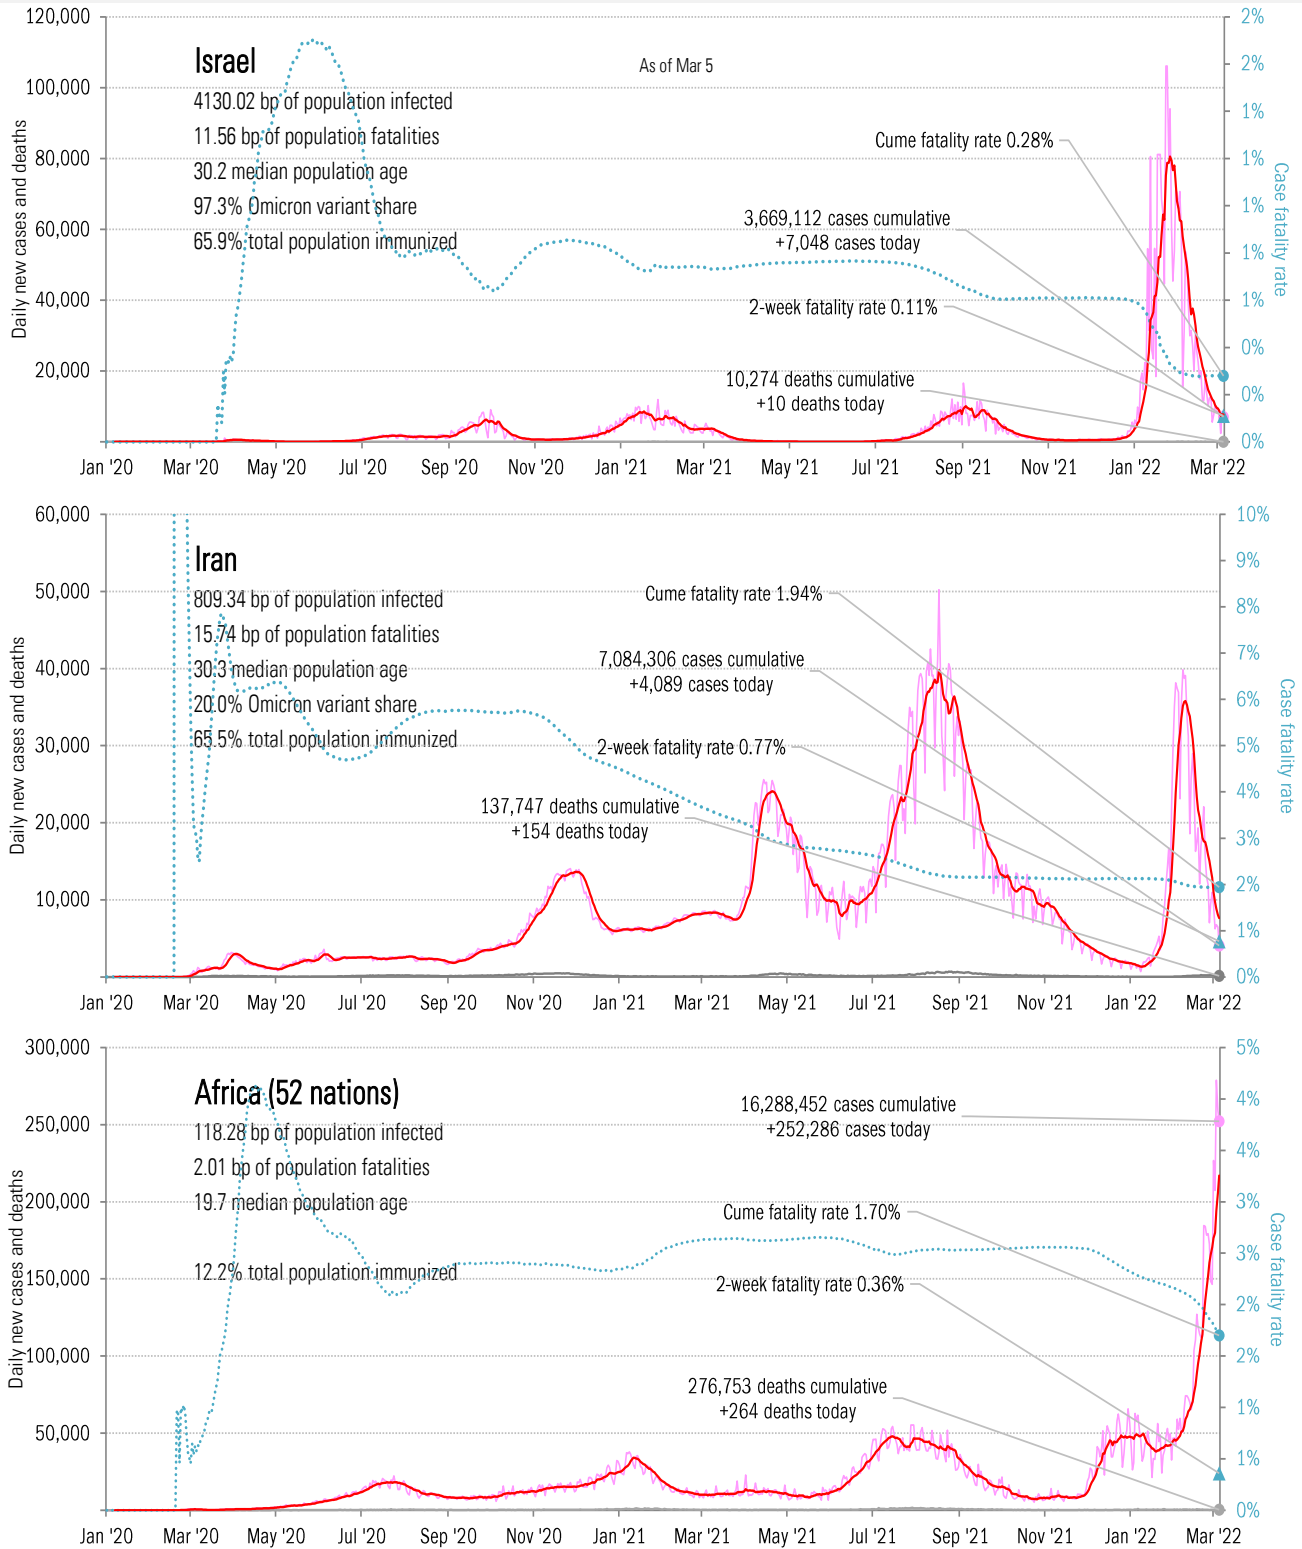 120,000
100,000
80,000
60,000
40,000
20,000
Daily new cases and deaths
Israel
4130.02 bp of population infected
11.56 bp of population fatalities
30.2 median population age
97.3% Omicron variant share
65.9% total population immunized
As of Mar 5
Cume fatality rate 0.28%
3,669,112 cases cumulative
+7,048 cases today
2-week fatality rate 0.11%
10,274 deaths cumulative
+10 deaths today
2%
2%
1%
1%
1%
1%
1%
0%
0%
0%
Case fatality rate
Jan '20 Mar '20 May '20 Jul '20 Sep '20 Nov '20 Jan '21 Mar '21 May '21 Jul '21 Sep '21 Nov '21 Jan '22 Mar '22
60,000
50,000
40,000
30,000
20,000
10,000
Daily new cases and deaths
Iran
809.34 bp of population infected
15.74 bp of population fatalities
30.3 median population age
20.0% Omicron variant share
65.5% total population immunized
Cume fatality rate 1.94%
7,084,306 cases cumulative
+4,089 cases today
2-week fatality rate 0.77%
137,747 deaths cumulative
+154 deaths today
10%
9%
8%
7%
6%
5%
4%
3%
2%
1%
0%
Case fatality rate
Jan '20 Mar '20 May '20 Jul '20 Sep '20 Nov '20 Jan '21 Mar '21 May '21 Jul '21 Sep '21 Nov '21 Jan '22 Mar '22
300,000
250,000
200,000
150,000
100,000
50,000
Daily new cases and deaths
Africa (52 nations)
118.28 bp of population infected
2.01 bp of population fatalities
19.7 median population age
12.2% total population immunized
16,288,452 cases cumulative
+252,286 cases today
Cume fatality rate 1.70%
2-week fatality rate 0.36%
276,753 deaths cumulative
+264 deaths today
5%
4%
4%
3%
3%
2%
2%
1%
1%
0%
Case fatality rate
Jan '20 Mar '20 May '20 Jul '20 Sep '20 Nov '20 Jan '21 Mar '21 May '21 Jul '21 Sep '21 Nov '21 Jan '22 Mar '22